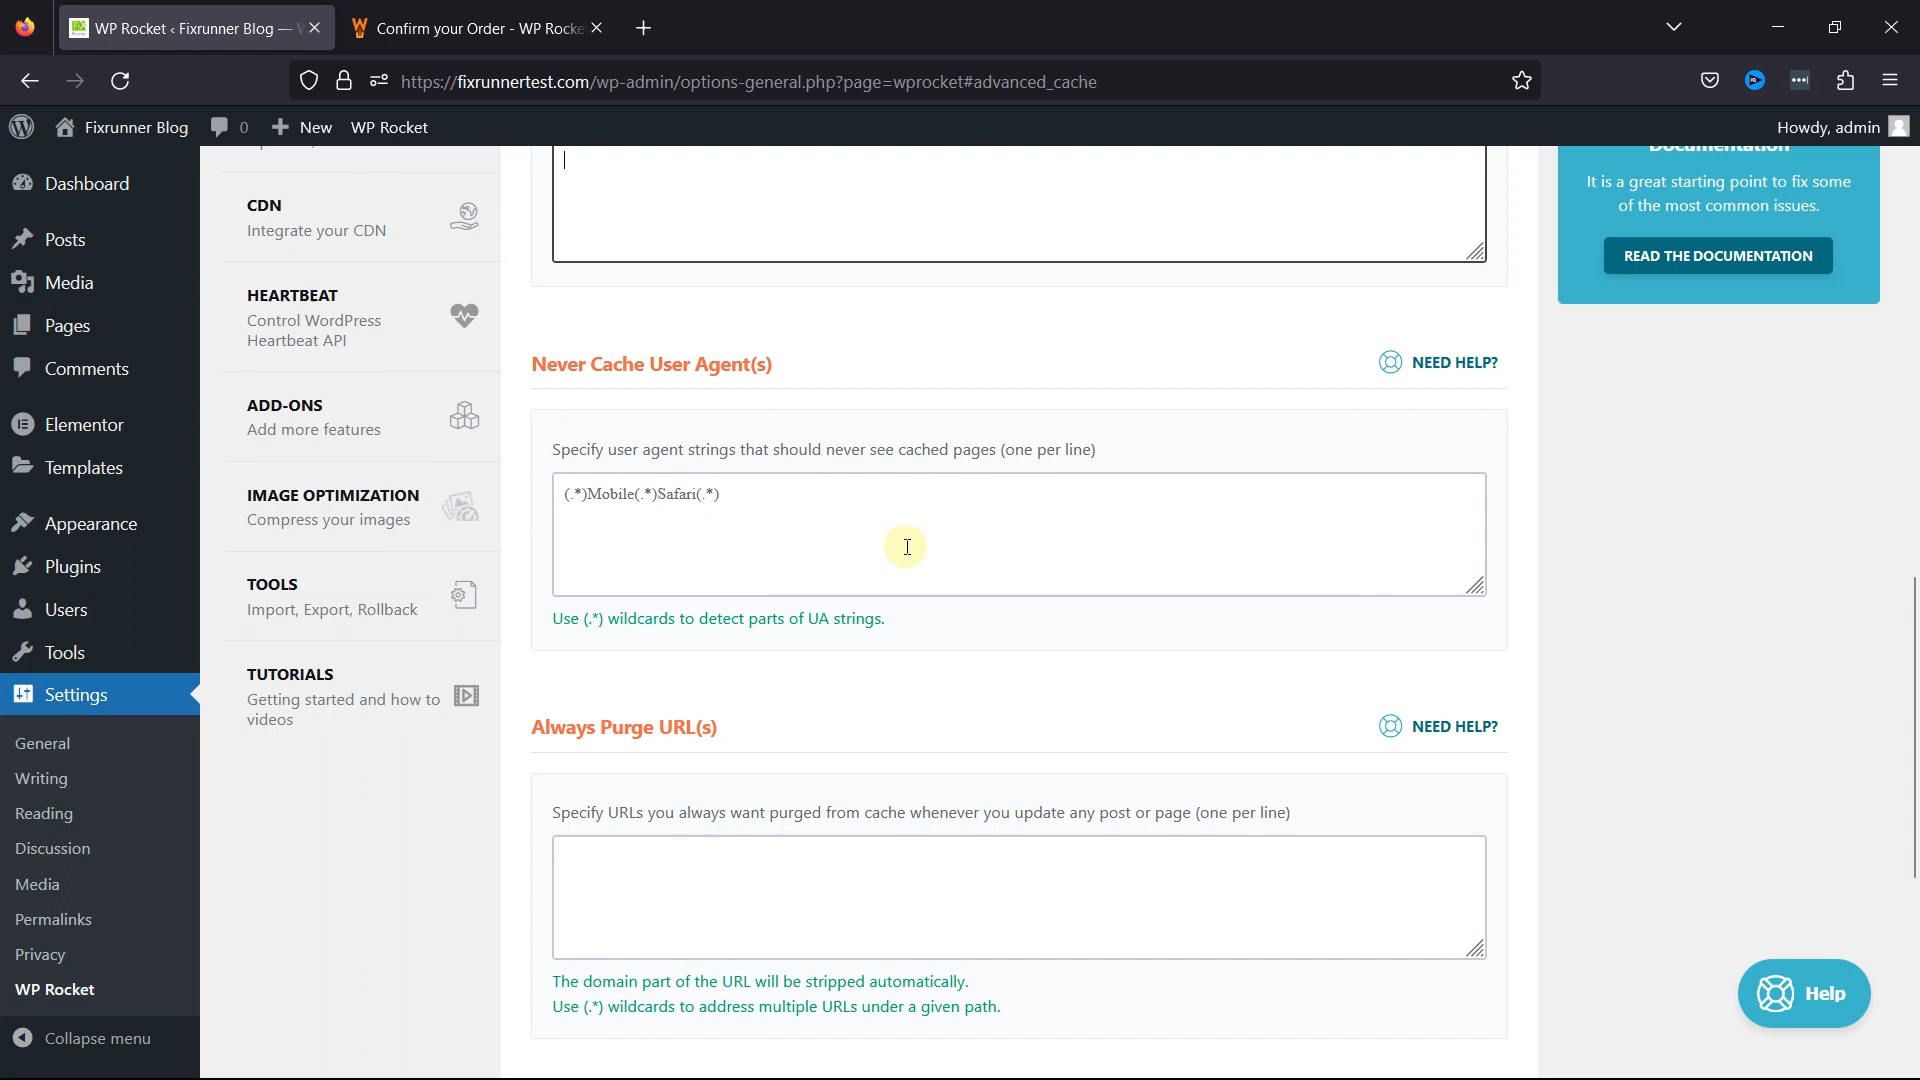 WP Rocket ‹ Fixrunner Blog —
Confirm your Order - WP Rocke
https://fixrunnertest.com/wp-admin/options-general.php?page=wprocket#advanced_cache
Fixrunner Blog
0
New
WP Rocket
Howdy, admin
Dashboard
Posts
Media
Pages
Comments
Elementor
Templates
Appearance
Plugins
Users
Tools
Settings
General
Writing
Reading
Discussion
Media
Permalinks
Privacy
WP Rocket
Collapse menu
CDN
Integrate your CDN
HEARTBEAT
Control WordPress
Heartbeat API
ADD-ONS
Add more features
IMAGE OPTIMIZATION
Compress your images
TOOLS
Import, Export, Rollback
TUTORIALS
Getting started and how to
videos
Never Cache User Agent(s)
NEED HELP?
Specify user agent strings that should never see cached pages (one per line)
(.*)Mobile(.*)Safari(.*)
Use (.*) wildcards to detect parts of UA strings.
Always Purge URL(s)
NEED HELP?
Specify URLs you always want purged from cache whenever you update any post or page (one per line)
The domain part of the URL will be stripped automatically.
Use (.*) wildcards to address multiple URLs under a given path.
Documentation
It is a great starting point to fix some
of the most common issues.
READ THE DOCUMENTATION
Help